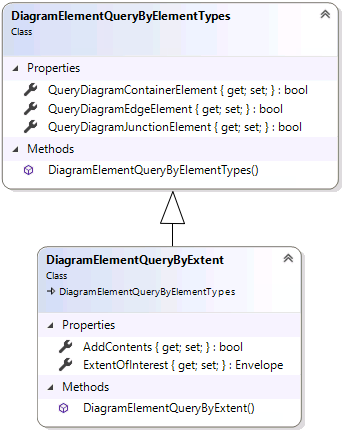 DiagramElementQueryByElementTypes
Class
Properties
QueryDiagramContainerElement { get; set; } : bool
QueryDiagramEdgeElement { get; set; } : bool
QueryDiagramJunctionElement { get; set; } : bool
Methods
DiagramElementQueryByElementTypes()
DiagramElementQueryByExtent
Class
DiagramElementQueryByElementTypes
Properties
AddContents { get; set; } : bool
ExtentOfInterest { get; set; } : Envelope
Methods
DiagramElementQueryByExtent()